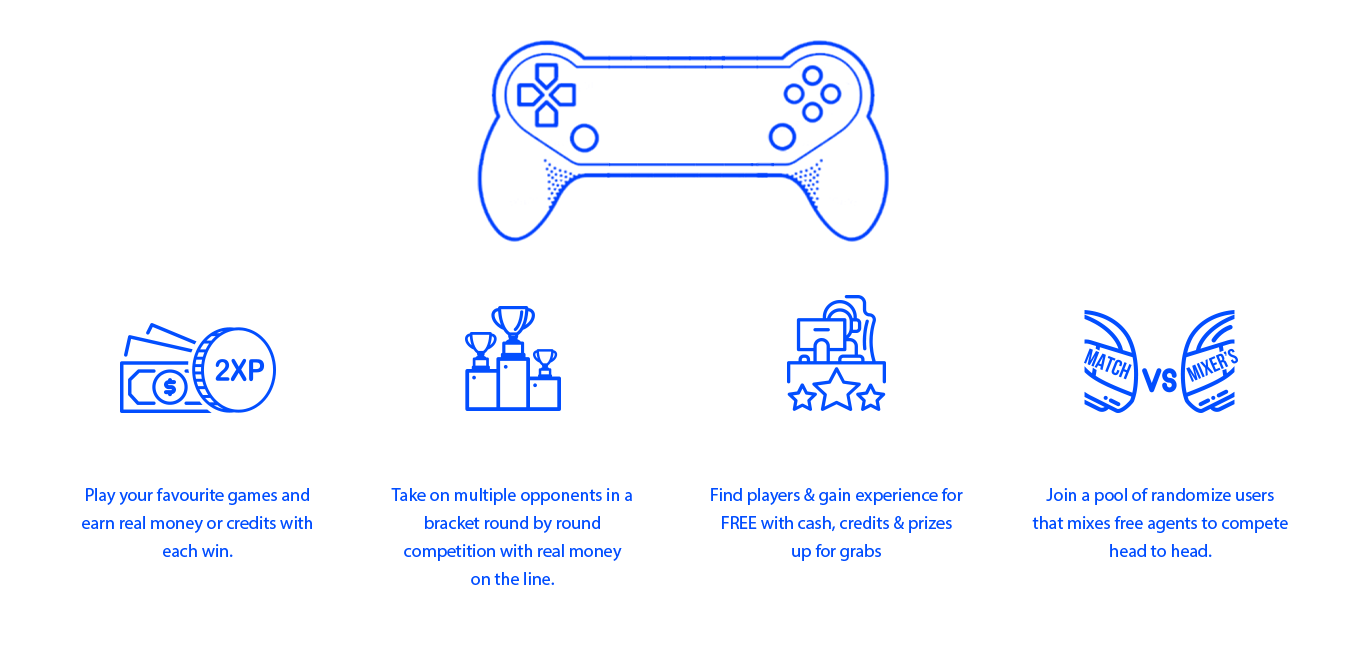 $
2XP
MATCH
VS
MIXER'S
Play your favourite games and
earn real money or credits with
each win.
Take on multiple opponents in a
bracket round by round
competition with real money
on the line.
Find players & gain experience for
FREE with cash, credits & prizes
up for grabs
Join a pool of randomize users
that mixes free agents to compete
head to head.